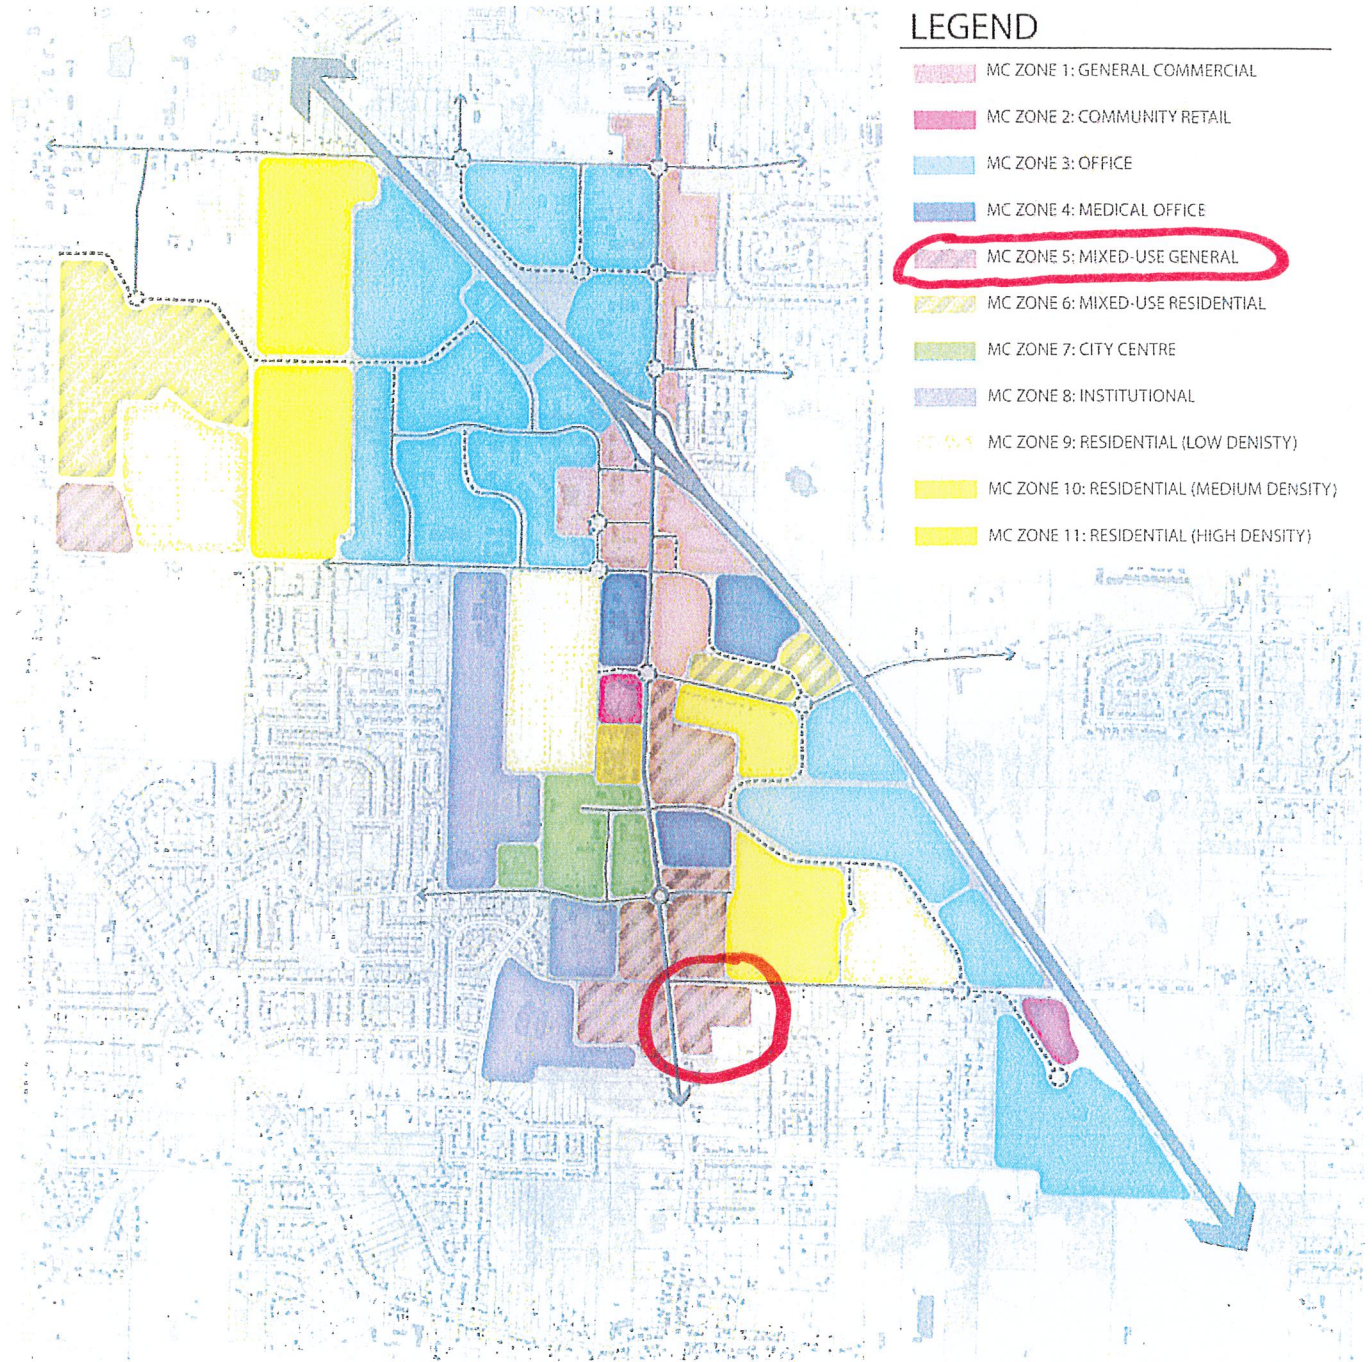 LEGEND
MC ZONE 1: GENERAL COMMERCIAL
MC ZONE 2: COMMUNITY RETAIL
MC ZONE 3: OFFICE
MC ZONE 4: MEDICAL OFFICE
MC ZONE 5: MIXED-USE GENERAL
MC ZONE 6: MIXED-USE RESIDENTIAL
MC ZONE 7: CITY CENTRE
MC ZONE 8: INSTITUTIONAL
MC ZONE 9: RESIDENTIAL (LOW DENISTY)
MC ZONE 10: RESIDENTIAL (MEDIUM DENSITY)
MC ZONE 11: RESIDENTIAL (HIGH DENSITY)